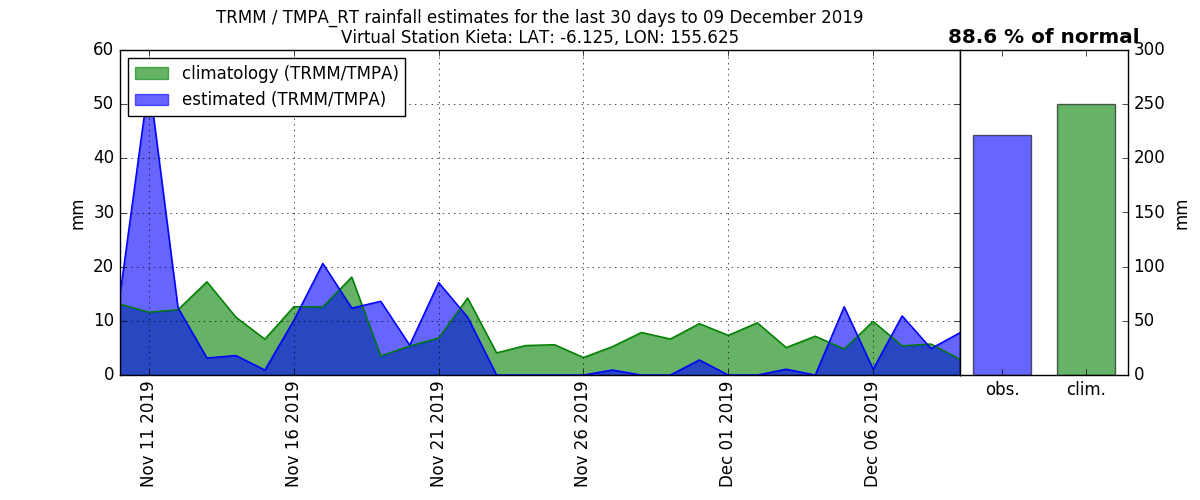 TRMM / TMPA_RT rainfall estimates for the last 30 days to 09 December 2019
Virtual Station Kieta: LAT: -6.125, LON: 155.625
88.6 % of normal
climatology (TRMM/TMPA)
estimated (TRMM/TMPA)
60
50
40
30
20
10
0
mm
Nov 11 2019
Nov 16 2019
Nov 21 2019
Nov 26 2019
Dec 01 2019
Dec 06 2019
300
250
200
150
100
50
0
mm
obs.
clim.